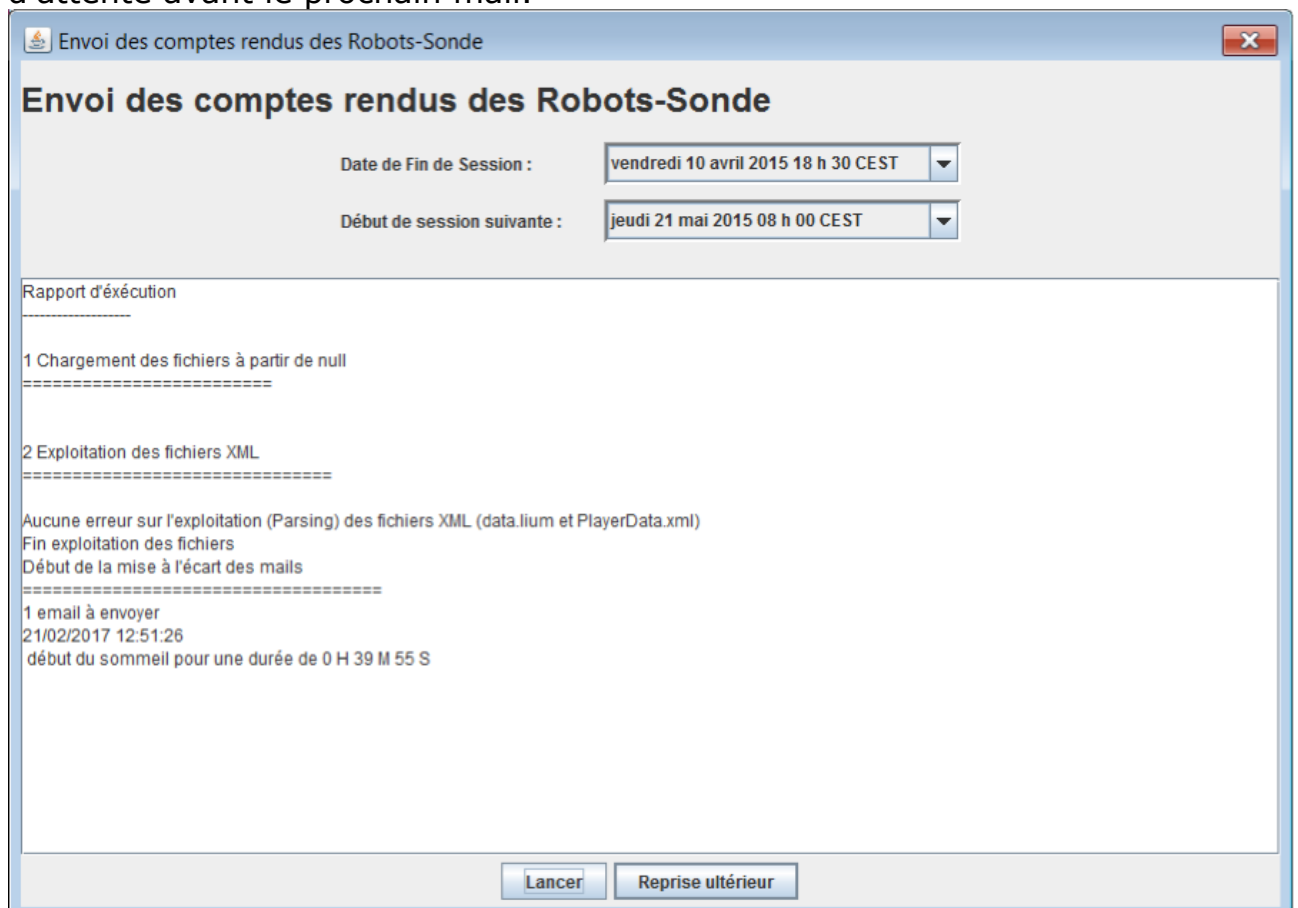 d'attente avant le prochain mail.
Envoi des comptes rendus des Robots-Sonde
Envoi des comptes rendus des Robots-Sonde
Date de Fin de Session :
vendredi 10 avril 2015 18 h 30 CEST
Début de session suivante :
jeudi 21 mai 2015 08 h 00 CEST
Rapport d'éxécution
-------------------
1 Chargement des fichiers à partir de null
=========================
2 Exploitation des fichiers XML
===============================
Aucune erreur sur l'exploitation (Parsing) des fichiers XML (data.lium et PlayerData.xml)
Fin exploitation des fichiers
Début de la mise à l'écart des mails
====================================
1 email à envoyer
21/02/2017 12:51:26
début du sommeil pour une durée de 0 H 39 M 55 S
Lancer
Reprise ultérieur